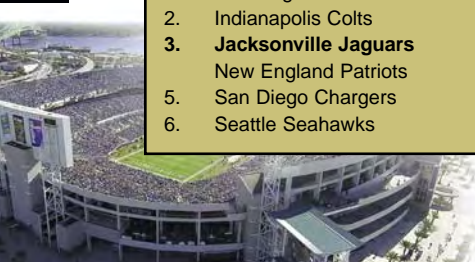 2. Indianapolis Colts
3. Jacksonville Jaguars
New England Patriots
5. San Diego Chargers
6. Seattle Seahawks